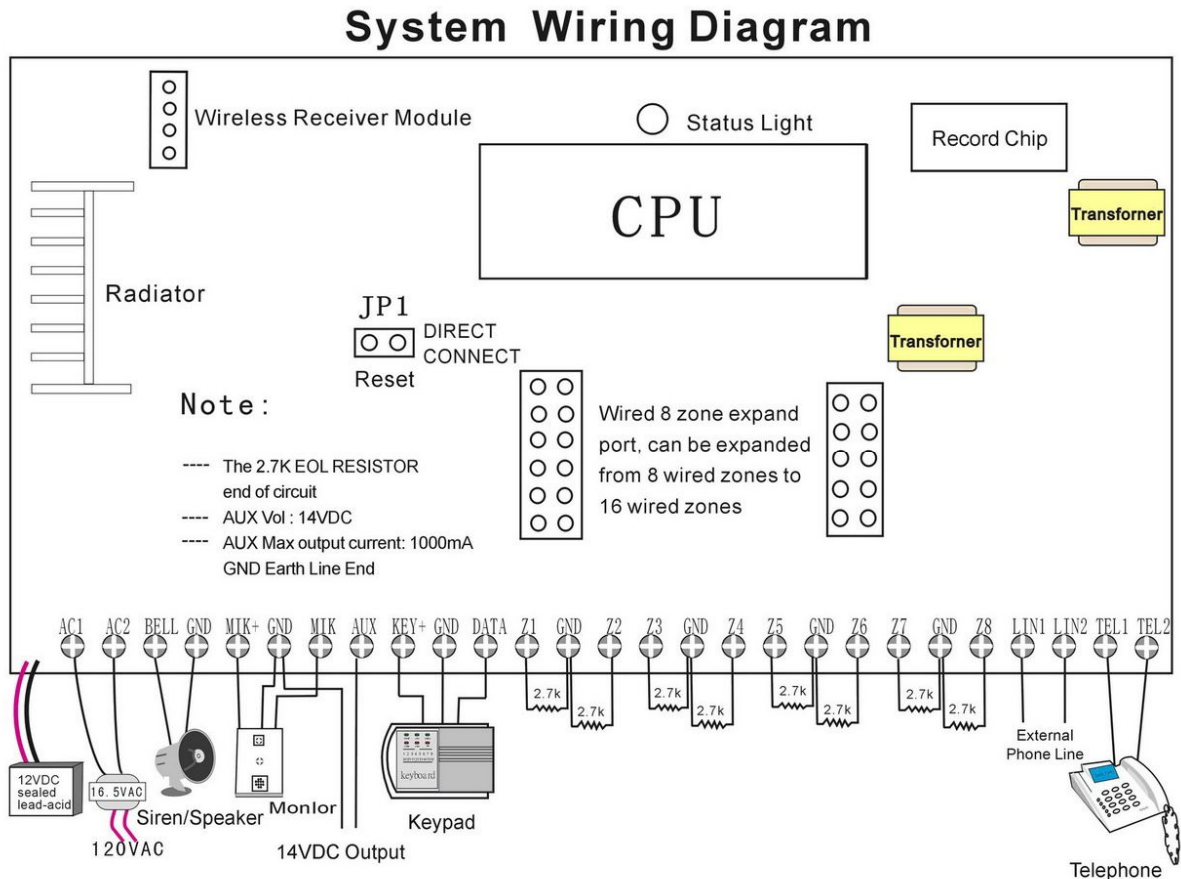 System Wiring Diagram
Wireless Receiver Module
Status Light
Record Chip
CPU
Transforner
Radiator
JP1
DIRECT
CONNECT
Reset
Transforner
Note:
---- The 2.7K EOL RESISTOR
end of circuit
---- AUX Vol : 14VDC
---- AUX Max output current: 1000mA
GND Earth Line End
Wired 8 zone expand
port, can be expanded
from 8 wired zones to
16 wired zones
AC1 AC2 BELL GND MIK+ GND MIK AUX KEY+ GND DATA Z1 GND Z2 Z3 GND Z4 Z5 GND Z6 Z7 GND Z8 LIN1 LIN2 TEL1 TEL2
2.7k 2.7k 2.7k 2.7k 2.7k 2.7k 2.7k 2.7k
12VDC
sealed
lead-acid
16.5VAC
120VAC
Siren/Speaker
Monlor
14VDC Output
keyboard
Keypad
External
Phone Line
Telephone